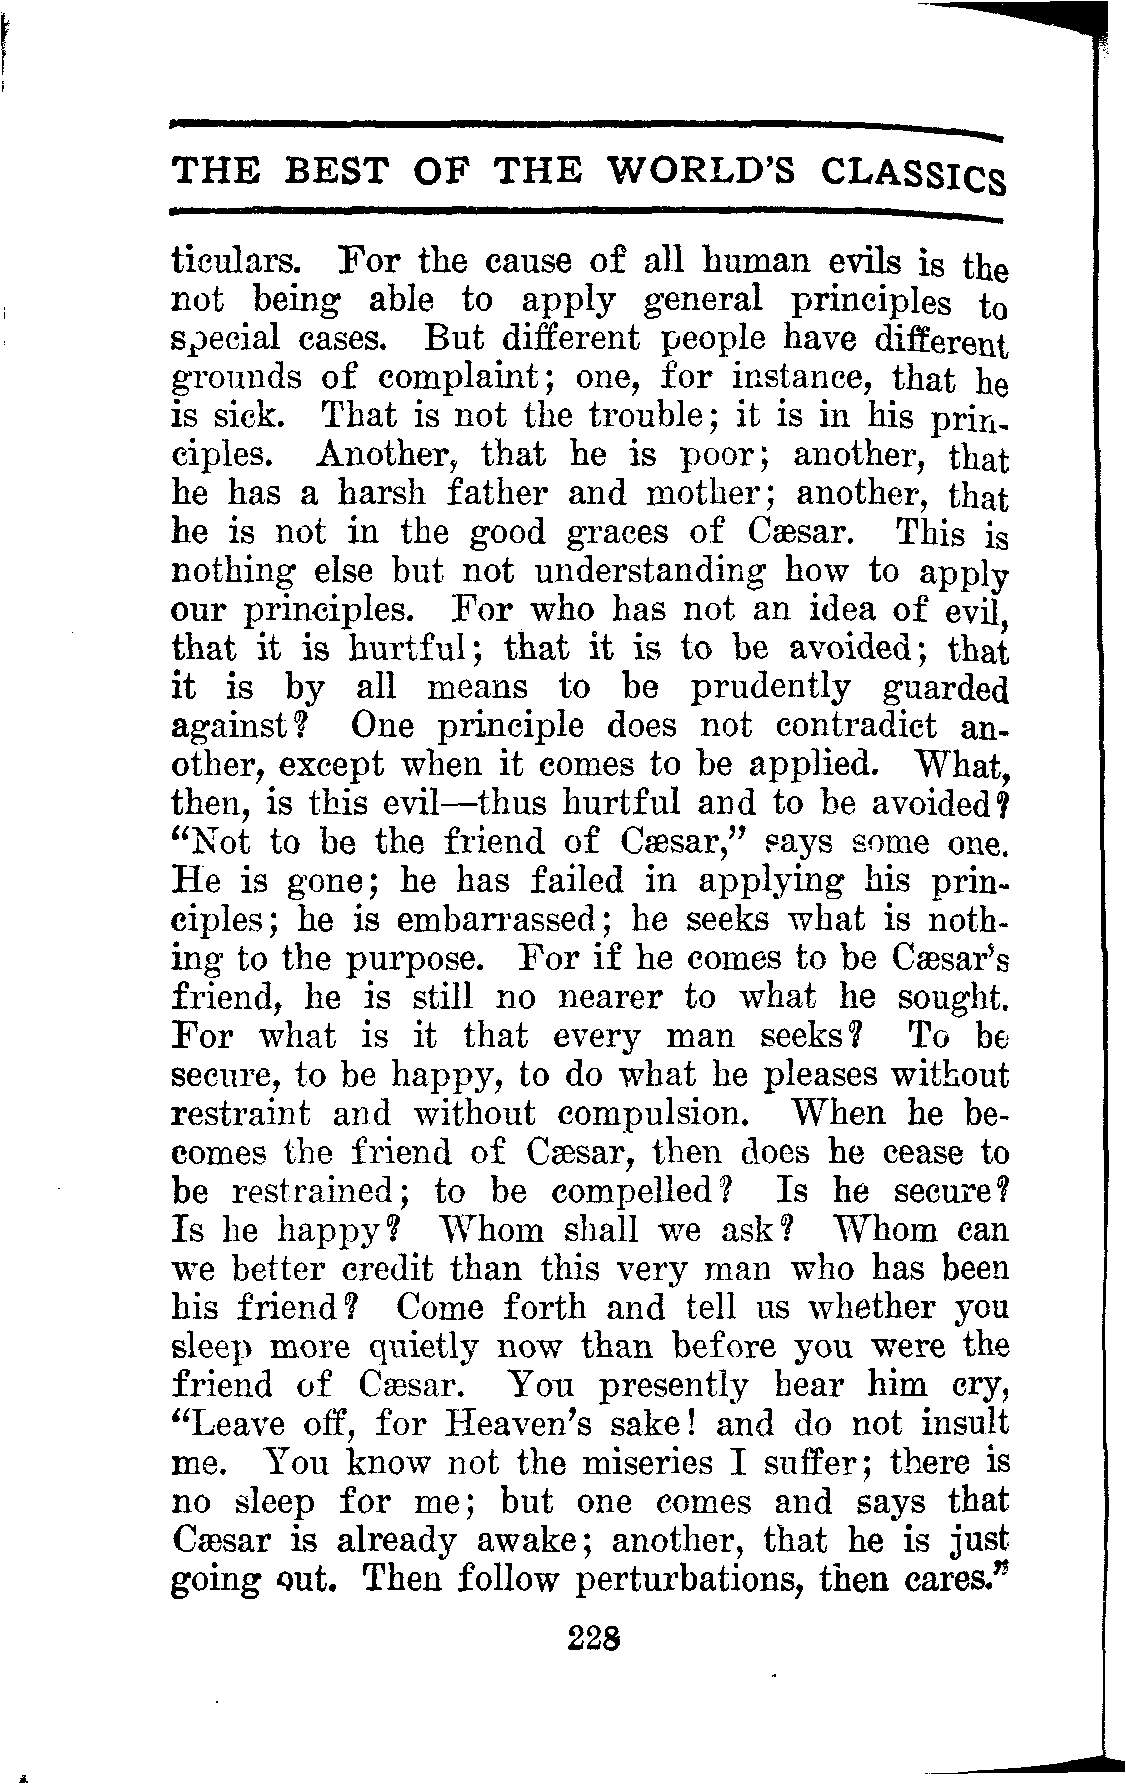 THE BEST OF THE WORLD'S CLASSICS
ticulars. For the cause of all human evils is the
not being able to apply general principles to
special cases. But different people have different
grounds of complaint; one, for instance, that he
is sick. That is not the trouble; it is in his prin-
ciples. Another, that he is poor; another, that
he has a harsh father and mother; another, that
he is not in the good graces of Cæsar. This is
nothing else but not understanding how to apply
our principles. For who has not an idea of evil,
that it is hurtful; that it is to be avoided; that
it is by all means to be prudently guarded
against? One principle does not contradict an-
other, except when it comes to be applied. What,
then, is this evil—thus hurtful and to be avoided?
"Not to be the friend of Cæsar," says some one.
He is gone; he has failed in applying his prin-
ciples; he is embarrassed; he seeks what is noth-
ing to the purpose. For if he comes to be Cæsar's
friend, he is still no nearer to what he sought.
For what is it that every man seeks? To be
secure, to be happy, to do what he pleases without
restraint and without compulsion. When he be-
comes the friend of Cæsar, then does he cease to
be restrained; to be compelled? Is he secure?
Is he happy? Whom shall we ask? Whom can
we better credit than this very man who has been
his friend? Come forth and tell us whether you
sleep more quietly now than before you were the
friend of Cæsar. You presently hear him cry,
"Leave off, for Heaven's sake! and do not insult
me. You know not the miseries I suffer; there is
no sleep for me; but one comes and says that
Cæsar is already awake; another, that he is just
going out. Then follow perturbations, then cares."
228